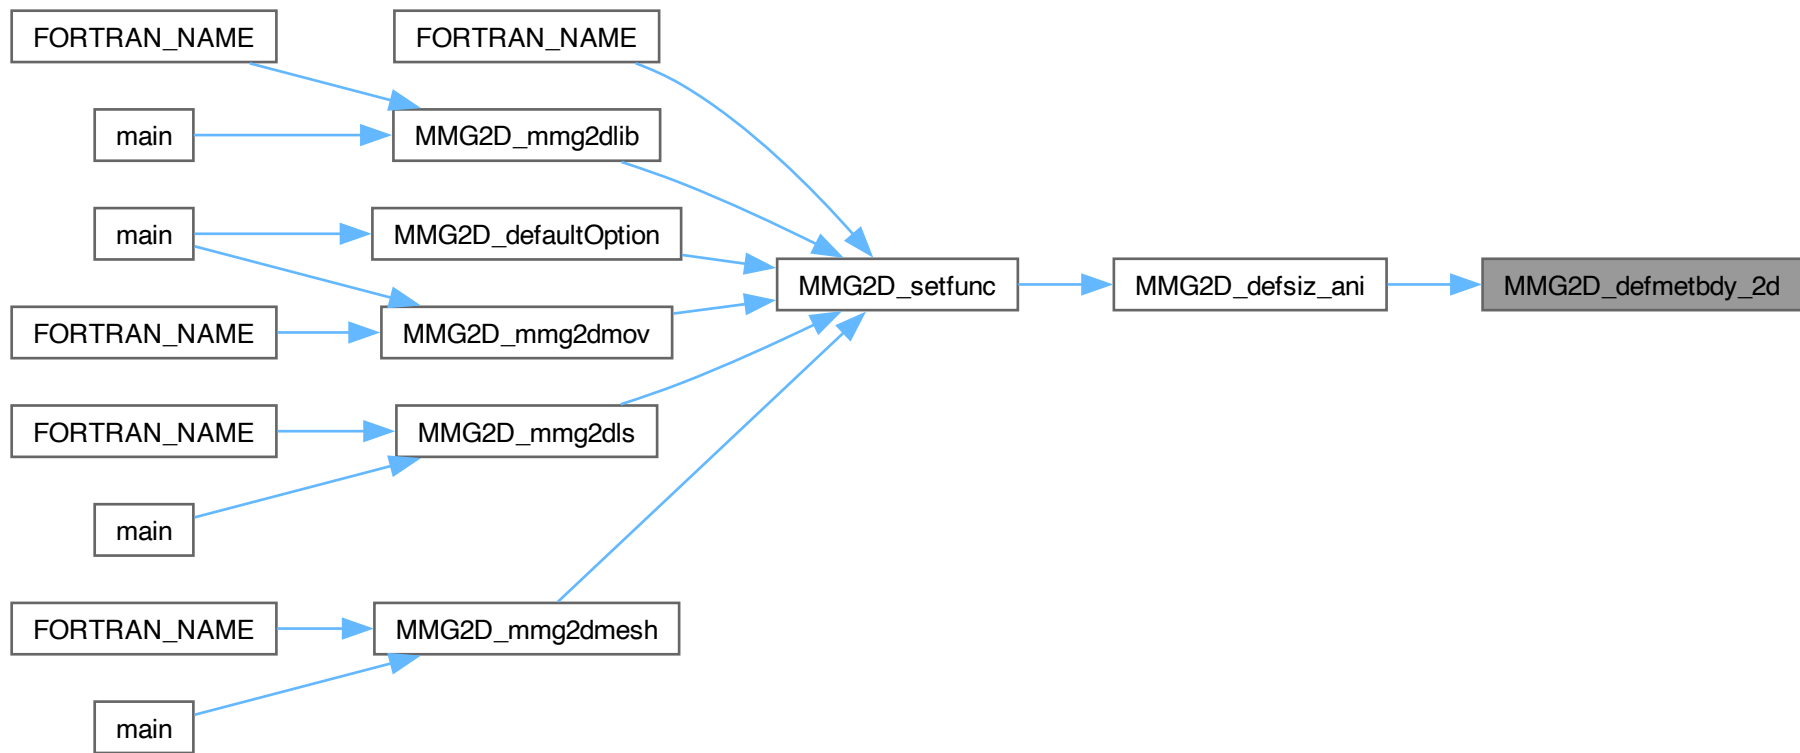 FORTRAN_NAME
FORTRAN_NAME
main
MMG2D_mmg2dlib
main
MMG2D_defaultOption
MMG2D_setfunc
MMG2D_defsiz_ani
MMG2D_defmetbdy_2d
FORTRAN_NAME
MMG2D_mmg2dmov
FORTRAN_NAME
MMG2D_mmg2dls
main
FORTRAN_NAME
MMG2D_mmg2dmesh
main